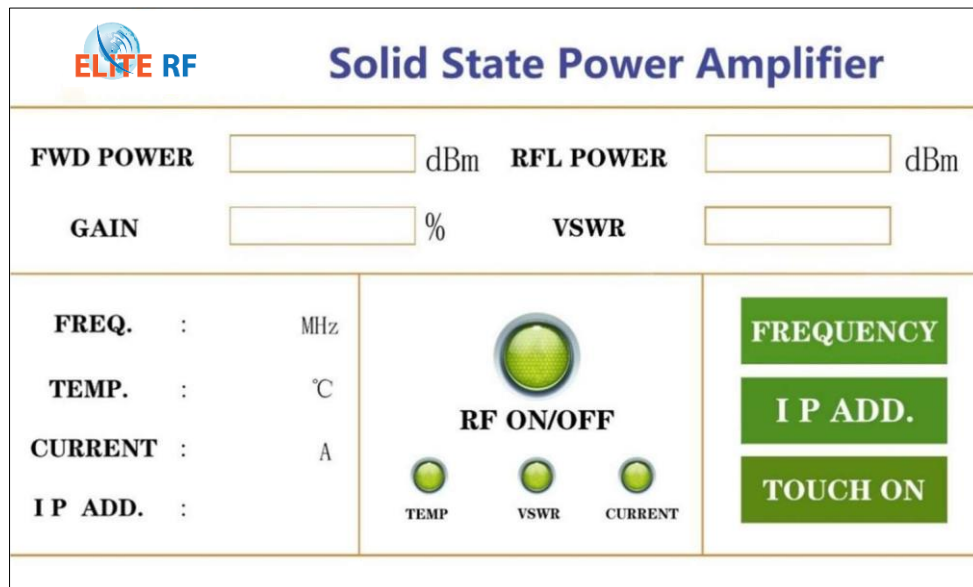 ELITE RF
Solid State Power Amplifier
FWD POWER dBm RFL POWER dBm
GAIN % VSWR
FREQ. : MHz
TEMP. : ℃
CURRENT : A
I P ADD. :
RF ON/OFF
TEMP VSWR CURRENT
FREQUENCY
I P ADD.
TOUCH ON